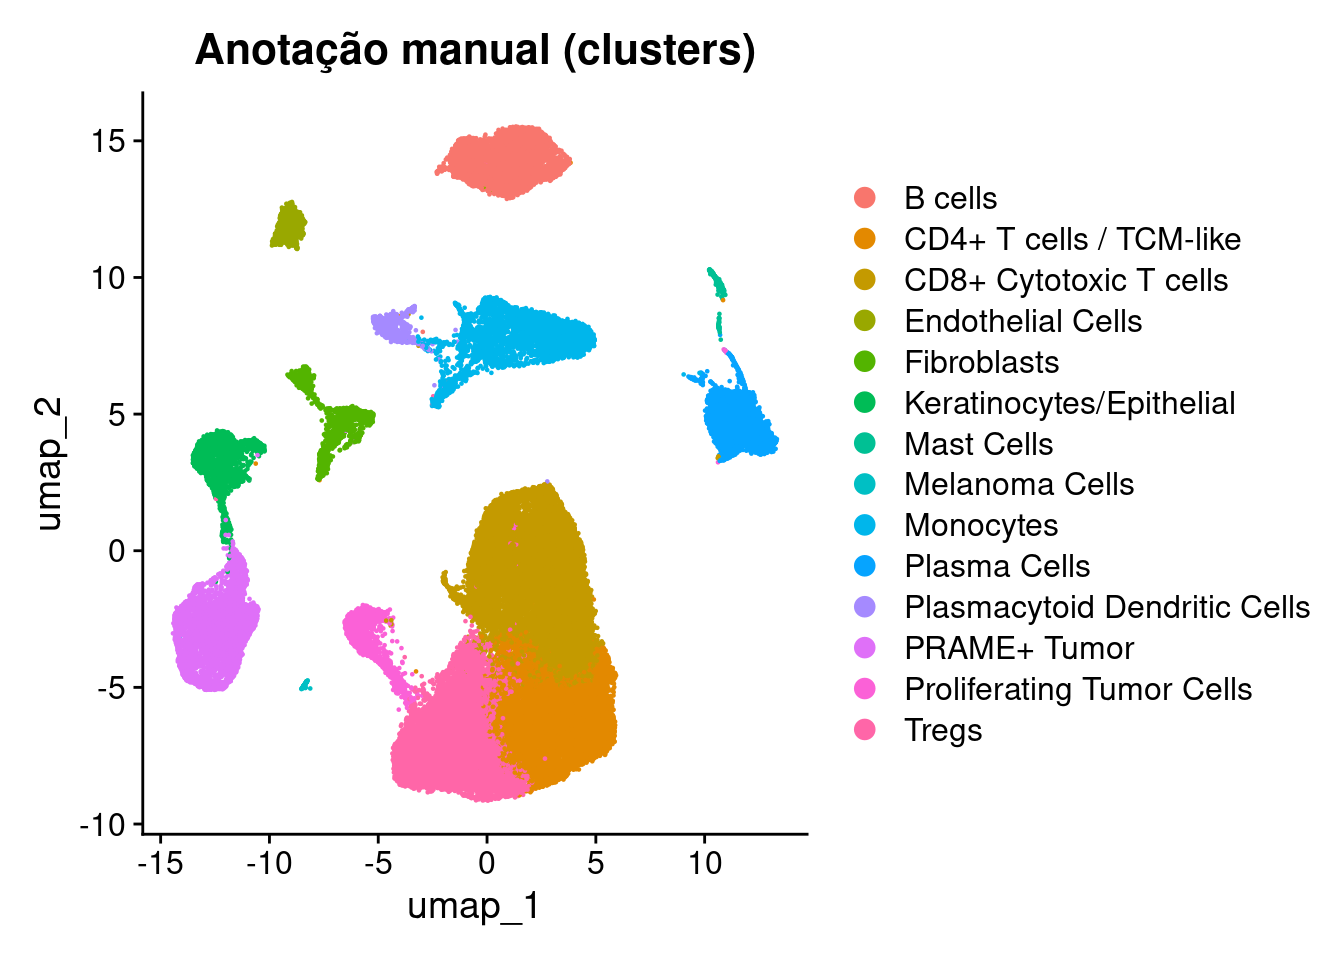 Anotação manual (clusters)
15
10
5
0
-5
-10
umap_2
-15
-10
-5
0
5
10
umap_1
B cells
CD4+ T cells / TCM-like
CD8+ Cytotoxic T cells
Endothelial Cells
Fibroblasts
Keratinocytes/Epithelial
Mast Cells
Melanoma Cells
Monocytes
Plasma Cells
Plasmacytoid Dendritic Cells
PRAME+ Tumor
Proliferating Tumor Cells
Tregs